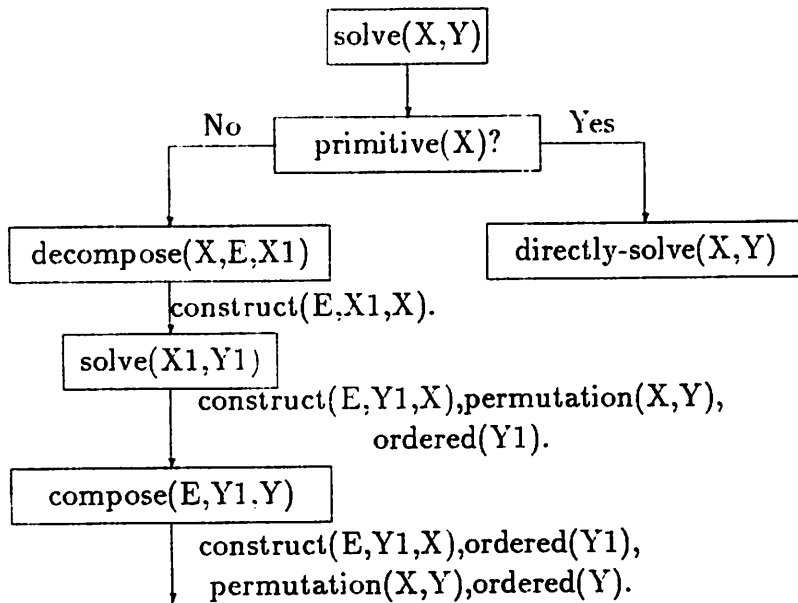 solve(X,Y)
No
primitive(X)?
Yes
decompose(X,E,X1)
directly-solve(X,Y)
construct(E,X1,X).
solve(X1,Y1)
construct(E,Y1,X),permutation(X,Y),
ordered(Y1).
compose(E,Y1,Y)
construct(E,Y1,X),ordered(Y1),
permutation(X,Y),ordered(Y).